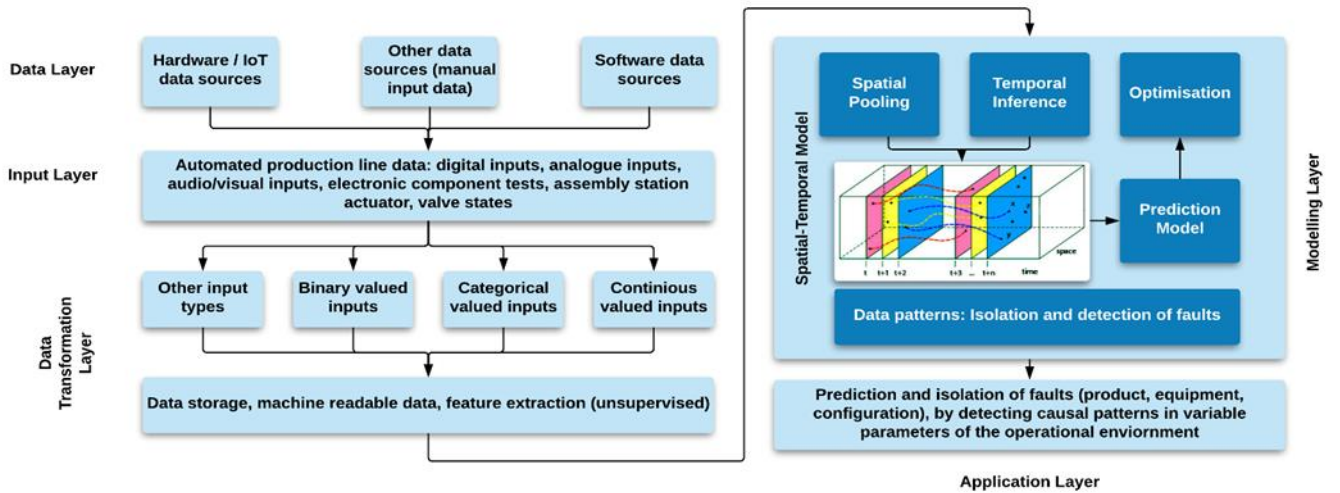 Data Layer
Hardware / IoT
data sources
Other data
sources (manual
input data)
Software data
sources
Input Layer
Automated production line data: digital inputs, analogue inputs,
audio/visual inputs, electronic component tests, assembly station
actuator, valve states
Data
Transformation
Layer
Other input
types
Binary valued
inputs
Categorical
valued inputs
Continious
valued inputs
Data storage, machine readable data, feature extraction (unsupervised)
Spatial-Temporal Model
Spatial
Pooling
Temporal
Inference
Optimisation
t
t+1
t+2
t+3
...
t+n
time
space
Prediction
Model
Data patterns: Isolation and detection of faults
Modelling Layer
Prediction and isolation of faults (product, equipment,
configuration), by detecting causal patterns in variable
parameters of the operational enviornment
Application Layer